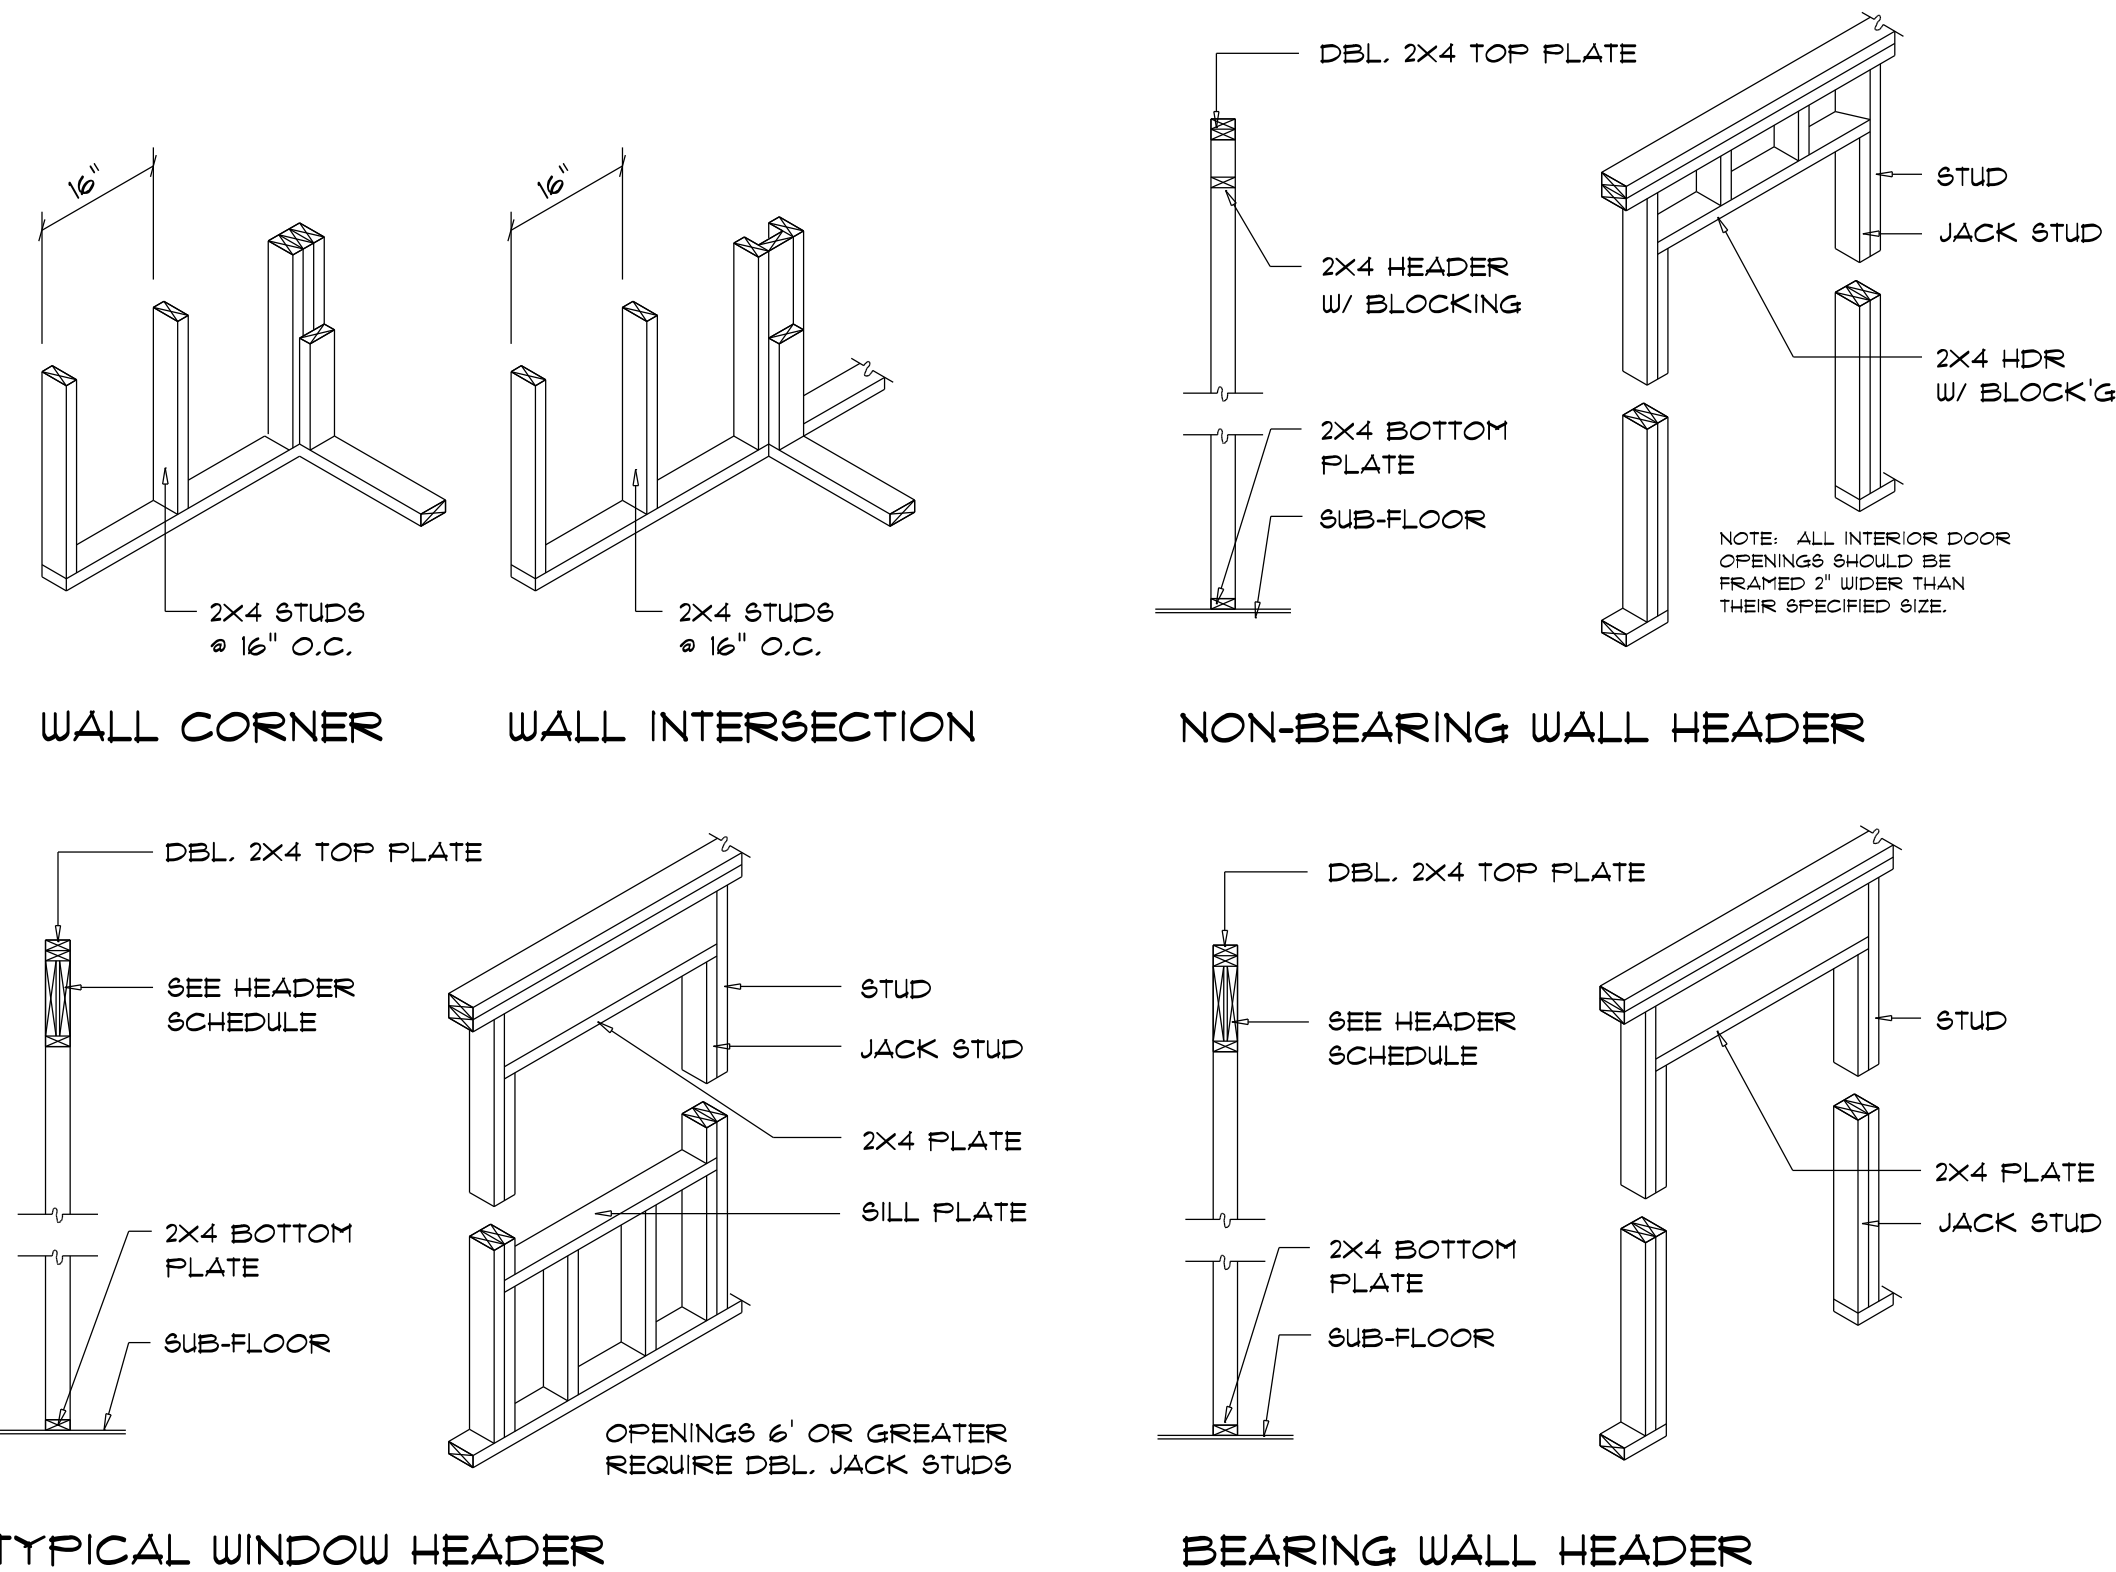 16"
2X4 STUDS
@ 16" O.C.
WALL CORNER
16"
2X4 STUDS
@ 16" O.C.
WALL INTERSECTION
DBL. 2X4 TOP PLATE
2X4 HEADER
W/ BLOCKING
2X4 BOTTOM
PLATE
SUB-FLOOR
STUD
JACK STUD
2X4 HDR
W/ BLOCK'G
NOTE: ALL INTERIOR DOOR
OPENINGS SHOULD BE
FRAMED 2" WIDER THAN
THEIR SPECIFIED SIZE.
NON-BEARING WALL HEADER
DBL. 2X4 TOP PLATE
SEE HEADER
SCHEDULE
2X4 BOTTOM
PLATE
SUB-FLOOR
STUD
JACK STUD
2X4 PLATE
SILL PLATE
OPENINGS 6' OR GREATER
REQUIRE DBL. JACK STUDS
TYPICAL WINDOW HEADER
DBL. 2X4 TOP PLATE
SEE HEADER
SCHEDULE
2X4 BOTTOM
PLATE
SUB-FLOOR
STUD
2X4 PLATE
JACK STUD
BEARING WALL HEADER